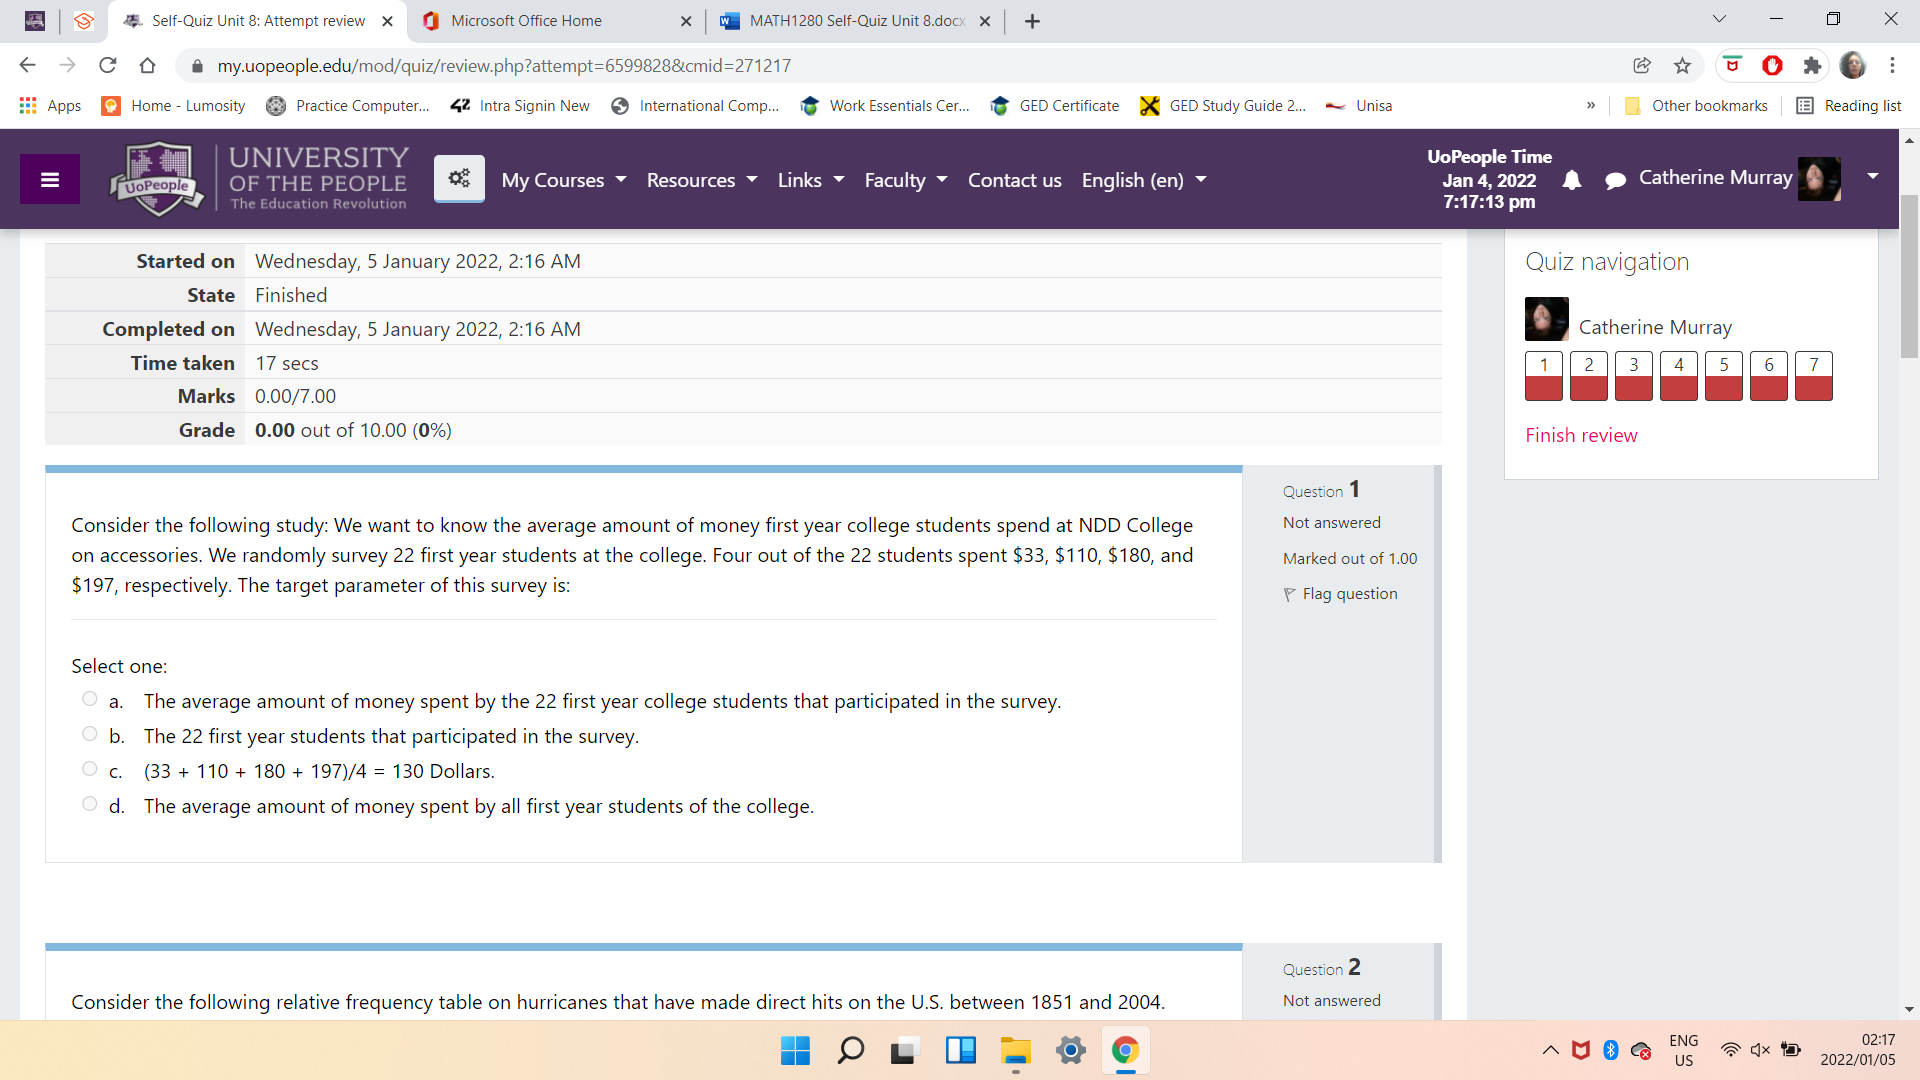 Self-Quiz Unit 8: Attempt review
Microsoft Office Home
MATH1280 Self-Quiz Unit 8.docx
my.uopeople.edu/mod/quiz/review.php?attempt=6599828&cmid=271217
Apps
Home - Lumosity
Practice Computer...
Intra Signin New
International Comp...
Work Essentials Cer...
GED Certificate
GED Study Guide 2...
Unisa
»
Other bookmarks
Reading list
UoPeople
UNIVERSITY
OF THE PEOPLE
The Education Revolution
My Courses
Resources
Links
Faculty
Contact us
English (en)
UoPeople Time
Jan 4, 2022
7:17:13 pm
Catherine Murray
Started on Wednesday, 5 January 2022, 2:16 AM
State Finished
Completed on Wednesday, 5 January 2022, 2:16 AM
Time taken 17 secs
Marks 0.00/7.00
Grade 0.00 out of 10.00 (0%)
Quiz navigation
Catherine Murray
1 2 3 4 5 6 7
Finish review
Question 1
Not answered
Marked out of 1.00
Flag question
Consider the following study: We want to know the average amount of money first year college students spend at NDD College
on accessories. We randomly survey 22 first year students at the college. Four out of the 22 students spent $33, $110, $180, and
$197, respectively. The target parameter of this survey is:
Select one:
a. The average amount of money spent by the 22 first year college students that participated in the survey.
b. The 22 first year students that participated in the survey.
c. (33 + 110 + 180 + 197)/4 = 130 Dollars.
d. The average amount of money spent by all first year students of the college.
Question 2
Not answered
Consider the following relative frequency table on hurricanes that have made direct hits on the U.S. between 1851 and 2004.
ENG
US
02:17
2022/01/05